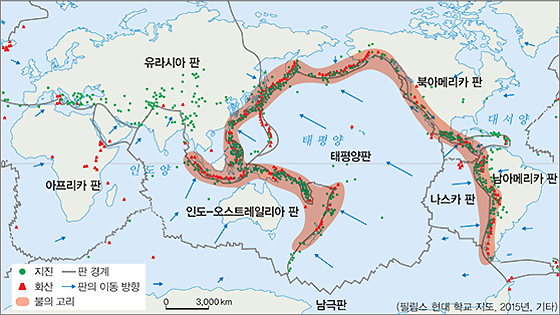 유라시아 판
북아메리카 판
대서양
태평양
태평양판
인도양
아프리카 판
인도-오스트레일리아 판
나스카 판
남아메리카 판
지진
판 경계
화산
판의 이동 방향
불의 고리
0
3,000 km
남극판
(필립스 현대 학교 지도, 2015년, 기타)